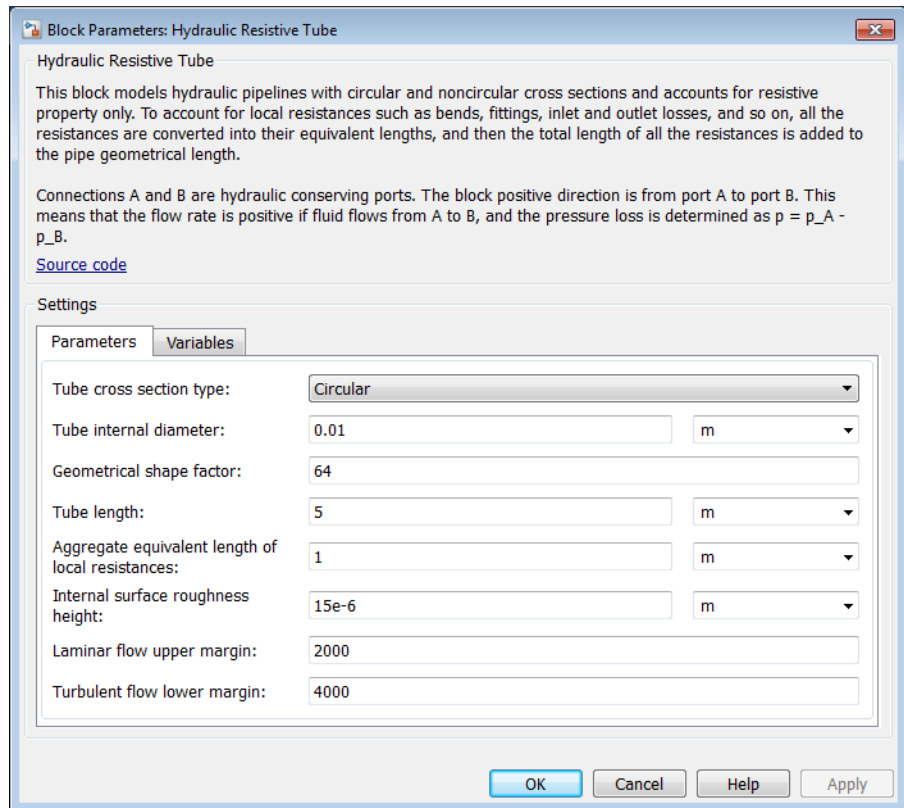 Block Parameters: Hydraulic Resistive Tube
Hydraulic Resistive Tube
This block models hydraulic pipelines with circular and noncircular cross sections and accounts for resistive
property only. To account for local resistances such as bends, fittings, inlet and outlet losses, and so on, all the
resistances are converted into their equivalent lengths, and then the total length of all the resistances is added to
the pipe geometrical length.
Connections A and B are hydraulic conserving ports. The block positive direction is from port A to port B. This
means that the flow rate is positive if fluid flows from A to B, and the pressure loss is determined as p = p_A -
p_B.
Source code
Settings
Parameters Variables
Tube cross section type: Circular
Tube internal diameter: 0.01 m
Geometrical shape factor: 64
Tube length: 5 m
Aggregate equivalent length of
local resistances: 1 m
Internal surface roughness
height: 15e-6 m
Laminar flow upper margin: 2000
Turbulent flow lower margin: 4000
OK Cancel Help Apply